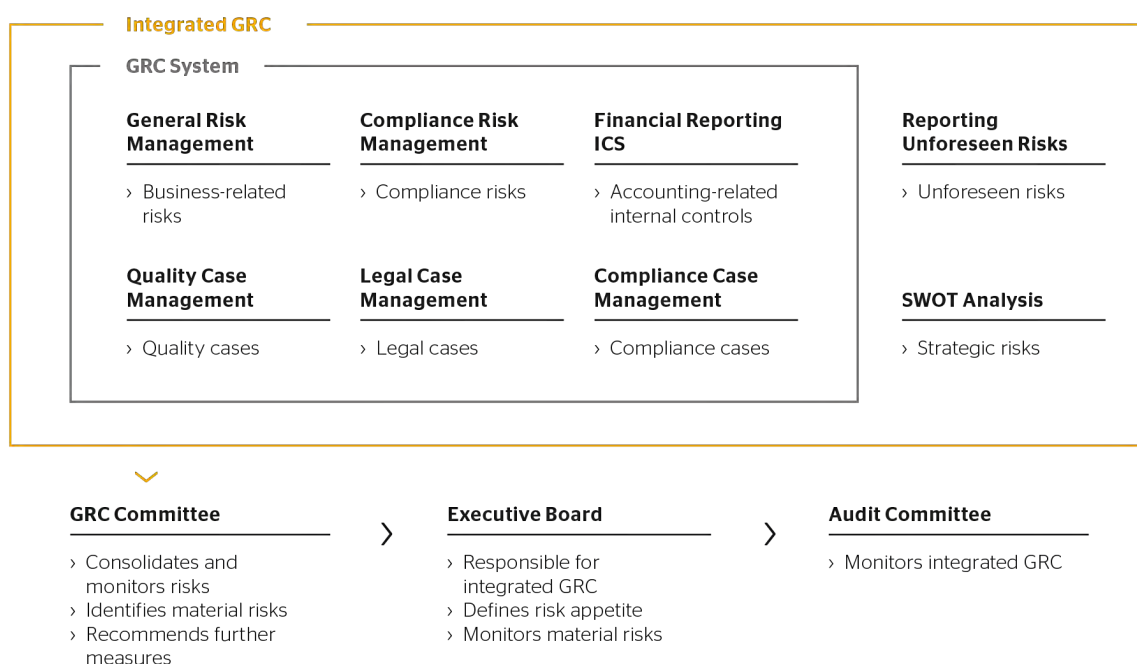 Integrated GRC
GRC System
General Risk
Management
› Business-related
risks
Compliance Risk
Management
› Compliance risks
Financial Reporting
ICS
› Accounting-related
internal controls
Reporting
Unforeseen Risks
› Unforeseen risks
Quality Case
Management
› Quality cases
Legal Case
Management
› Legal cases
Compliance Case
Management
› Compliance cases
SWOT Analysis
› Strategic risks
GRC Committee
› Consolidates and
monitors risks
› Identifies material risks
› Recommends further
measures
Executive Board
› Responsible for
integrated GRC
› Defines risk appetite
› Monitors material risks
Audit Committee
› Monitors integrated GRC